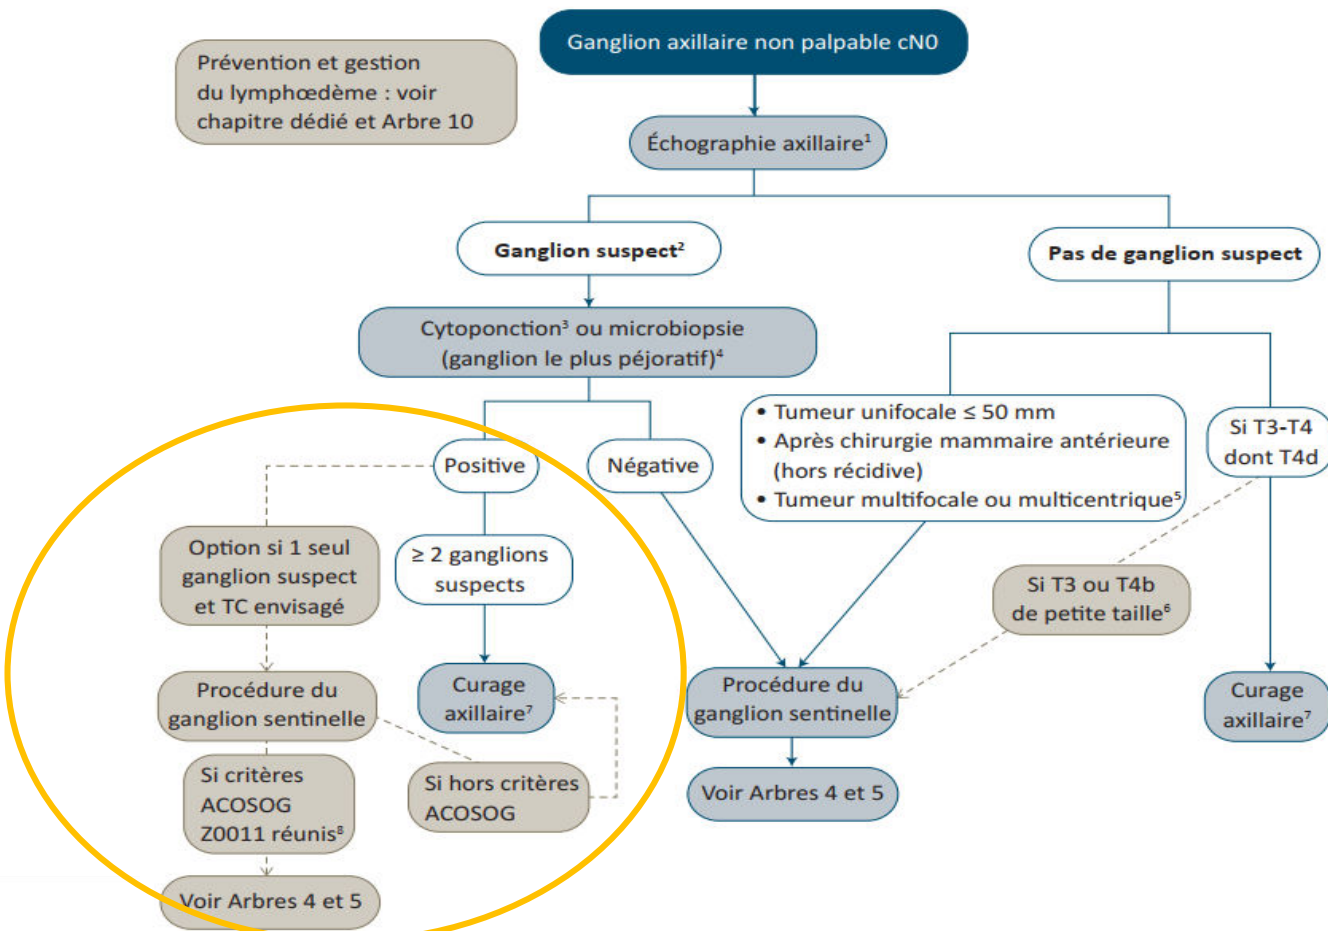 Ganglion axillaire non palpable cN0
Prévention et gestion
du lymphœdème : voir
chapitre dédié et Arbre 10
Échographie axillaire¹
Ganglion suspect²
Pas de ganglion suspect
Cytoponction³ ou microbiopsie
(ganglion le plus péjoratif)⁴
• Tumeur unifocale ≤ 50 mm
• Après chirurgie mammaire antérieure
(hors récidive)
• Tumeur multifocale ou multicentrique⁵
Si T3-T4
dont T4d
Positive
Négative
Option si 1 seul
ganglion suspect
et TC envisagé
≥ 2 ganglions
suspects
Si T3 ou T4b
de petite taille⁶
Procédure du
ganglion sentinelle
Curage
axillaire⁷
Procédure du
ganglion sentinelle
Curage
axillaire⁷
Si critères
ACOSOG
Z0011 réunis⁸
Si hors critères
ACOSOG
Voir Arbres 4 et 5
Voir Arbres 4 et 5